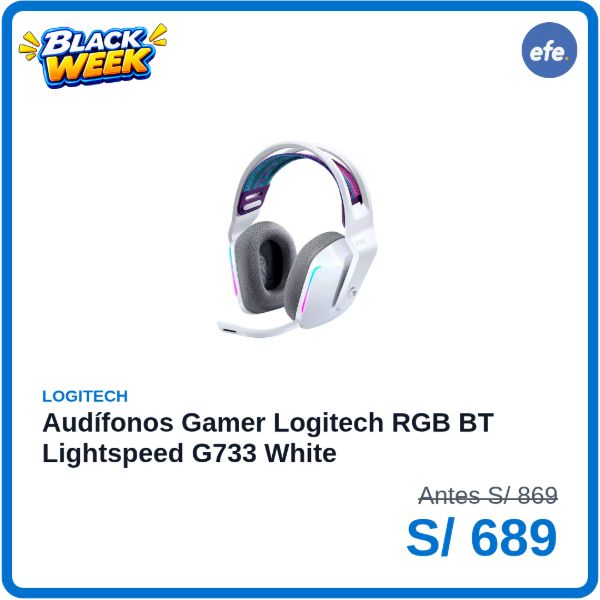 BLACK
WEEK
efe.
LOGITECH
Audífonos Gamer Logitech RGB BT
Lightspeed G733 White
Antes S/ 869
S/ 689